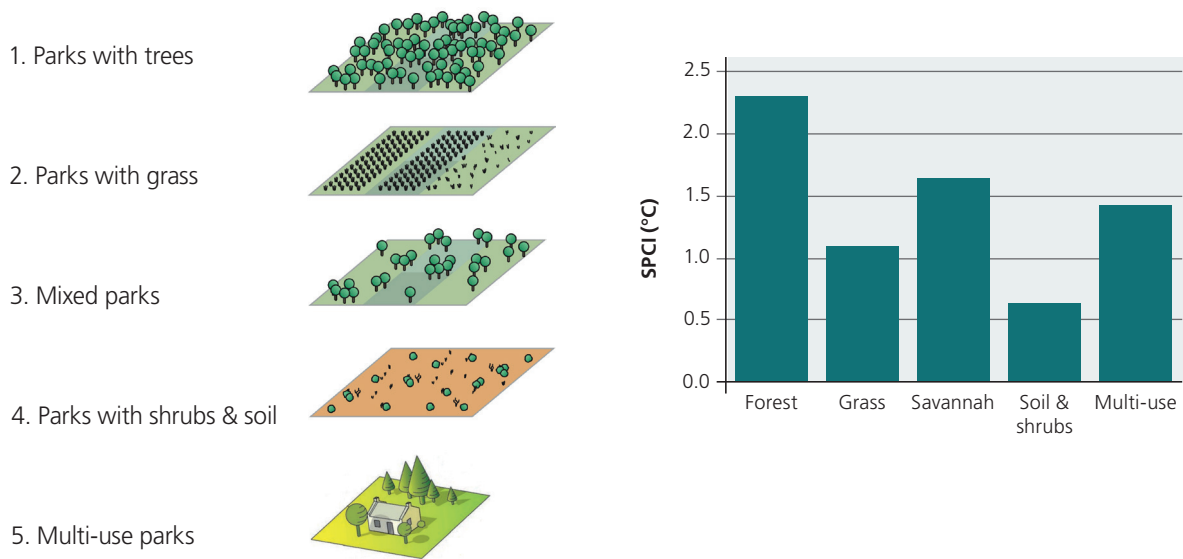 1. Parks with trees
2. Parks with grass
3. Mixed parks
4. Parks with shrubs & soil
5. Multi-use parks
SPCI (°C)
2.5
2.0
1.5
1.0
0.5
0.0
Forest
Grass
Savannah
Soil &
shrubs
Multi-use